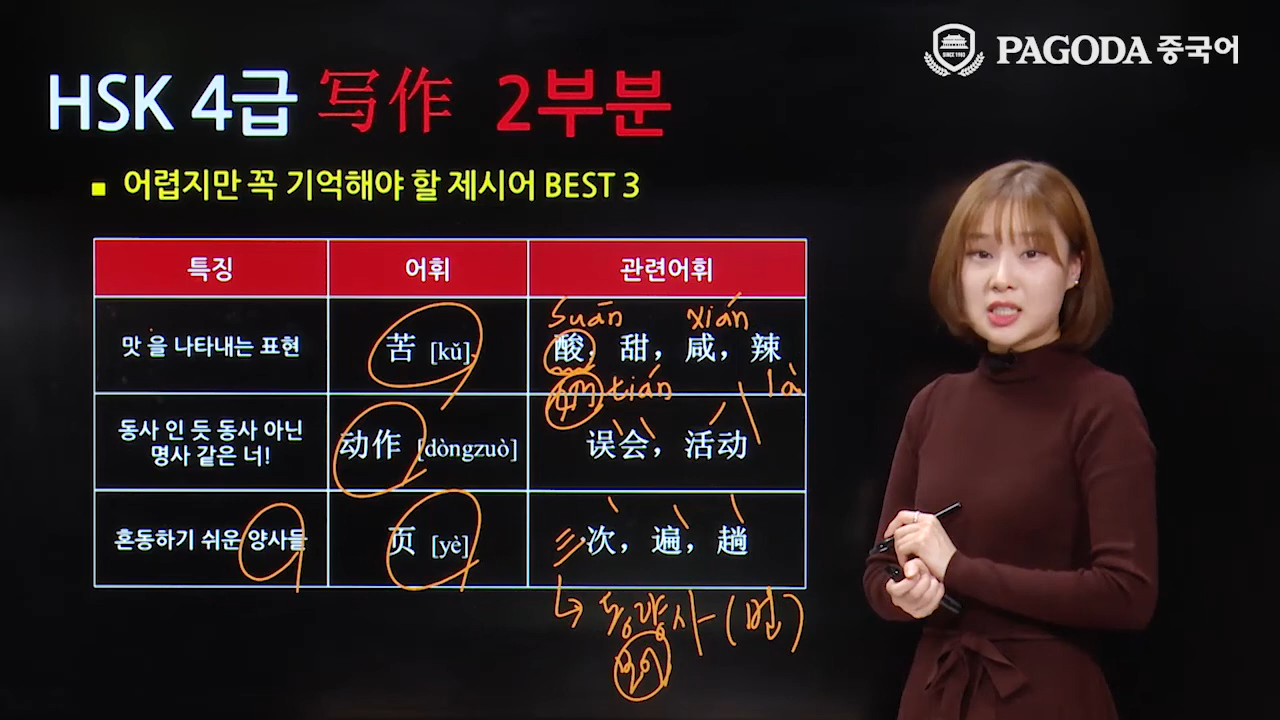 SINCE 1983
PAGODA 중국어
HSK 4급 写作 2부분
어렵지만 꼭 기억해야 할 제시어 BEST 3
특징 어휘 관련어휘
suān xián
맛을 나타내는 표현 苦 [kǔ] 酸, 甜, 咸, 辣
tián là
동사 인 듯 동사 아닌
명사 같은 너! 动作 [dòngzuò] 误会, 活动
혼동하기 쉬운 양사들 页 [yè] 次, 遍, 趟
동량사 (번)